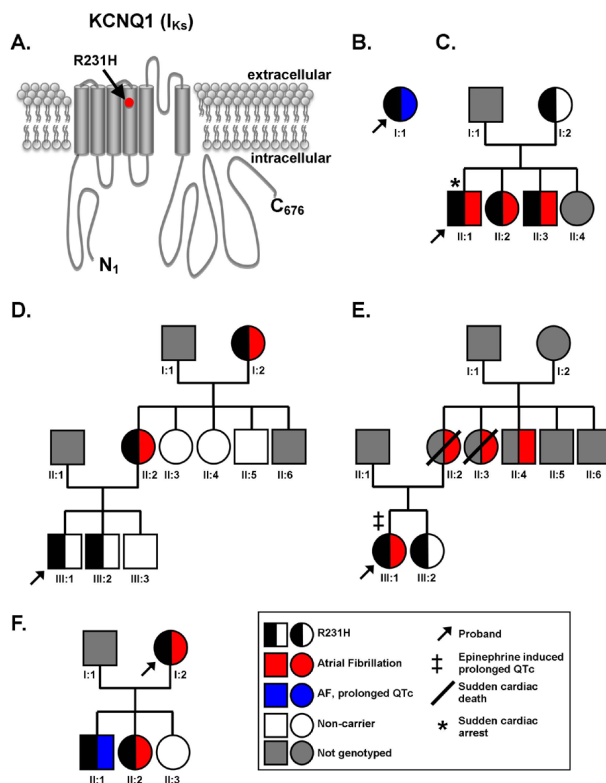 KCNQ1 (IKs)
A.
R231H
extracellular
intracellular
N1
C676
B.
I:1
C.
I:1
I:2
*
II:1
II:2
II:3
II:4
D.
I:1
I:2
II:1
II:2
II:3
II:4
II:5
II:6
III:1
III:2
III:3
E.
I:1
I:2
II:1
II:2
II:3
II:4
II:5
II:6
‡
III:1
III:2
F.
I:1
I:2
II:1
II:2
II:3
R231H
Atrial Fibrillation
AF, prolonged QTc
Non-carrier
Not genotyped
Proband
‡ Epinephrine induced
prolonged QTc
Sudden cardiac
death
* Sudden cardiac
arrest